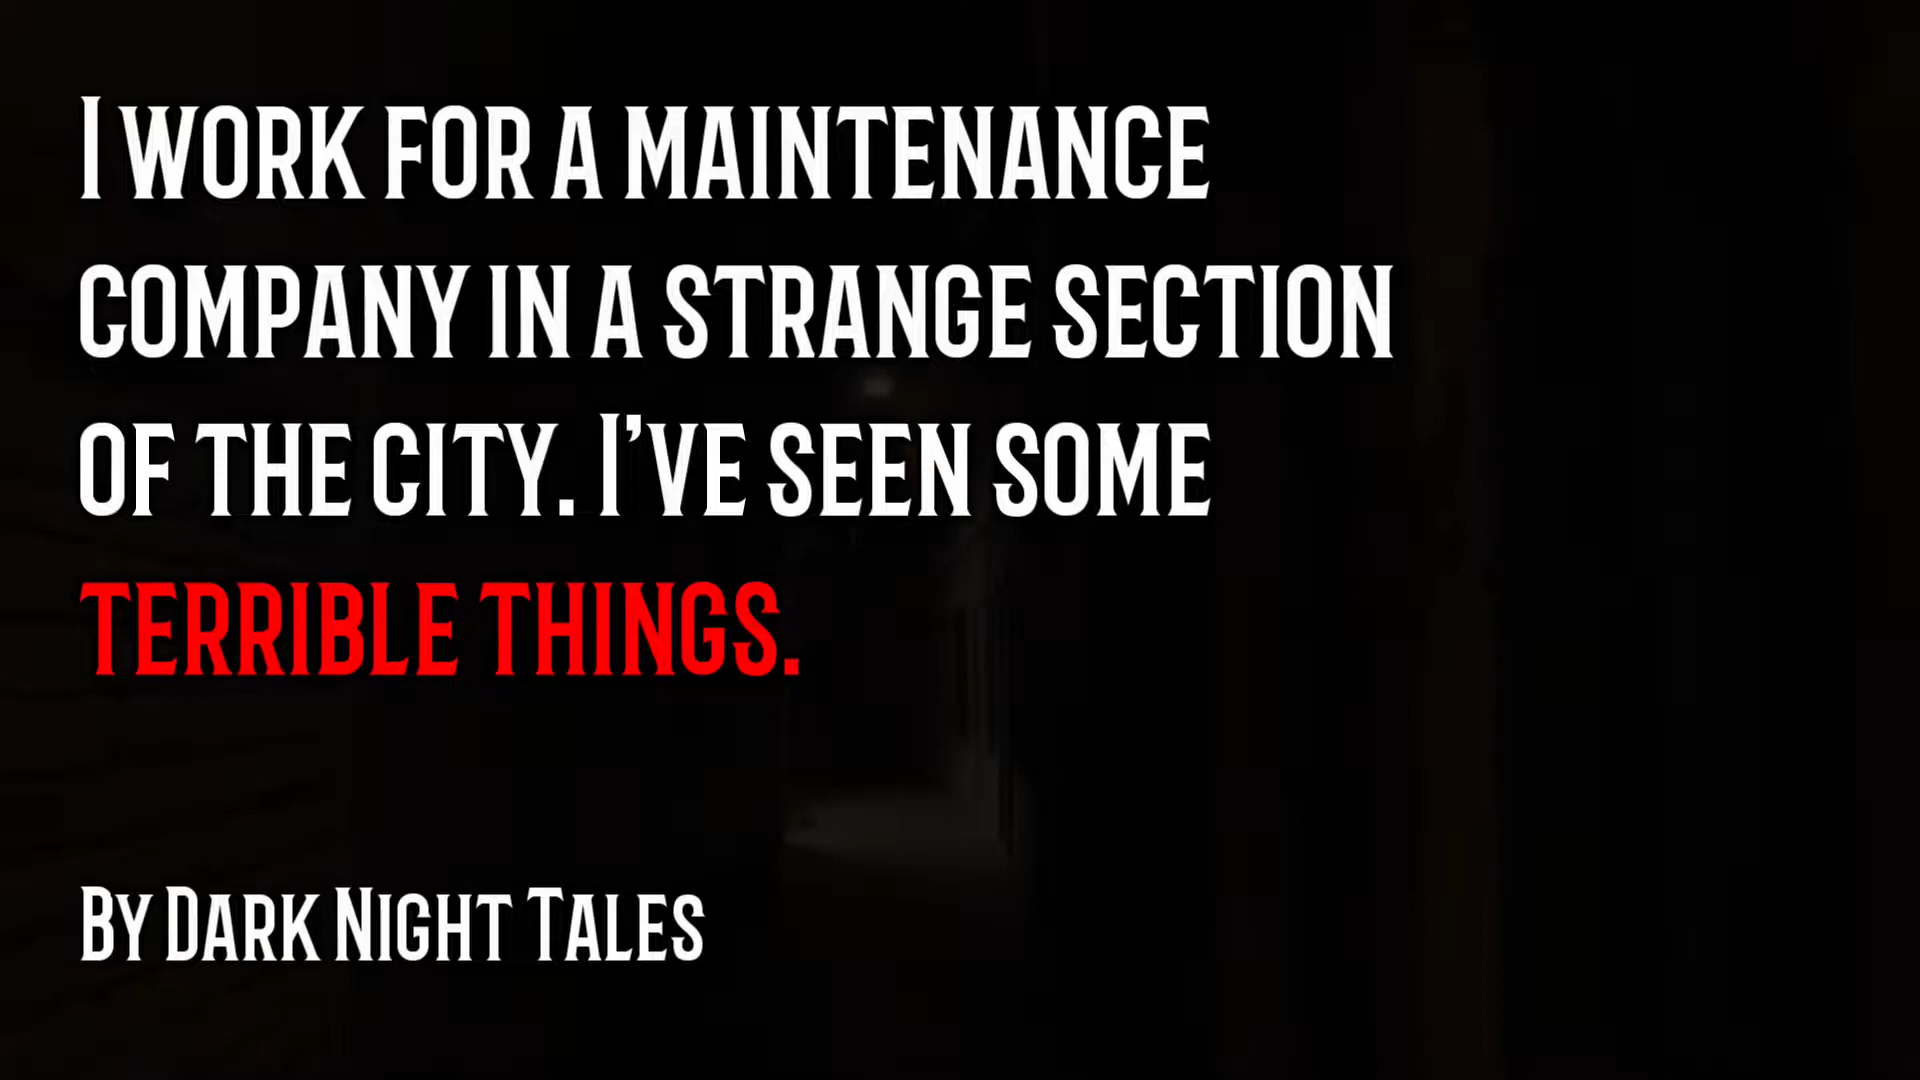 I work for a maintenance
company in a strange section
of the city. I've seen some
terrible things.
By Dark Night Tales